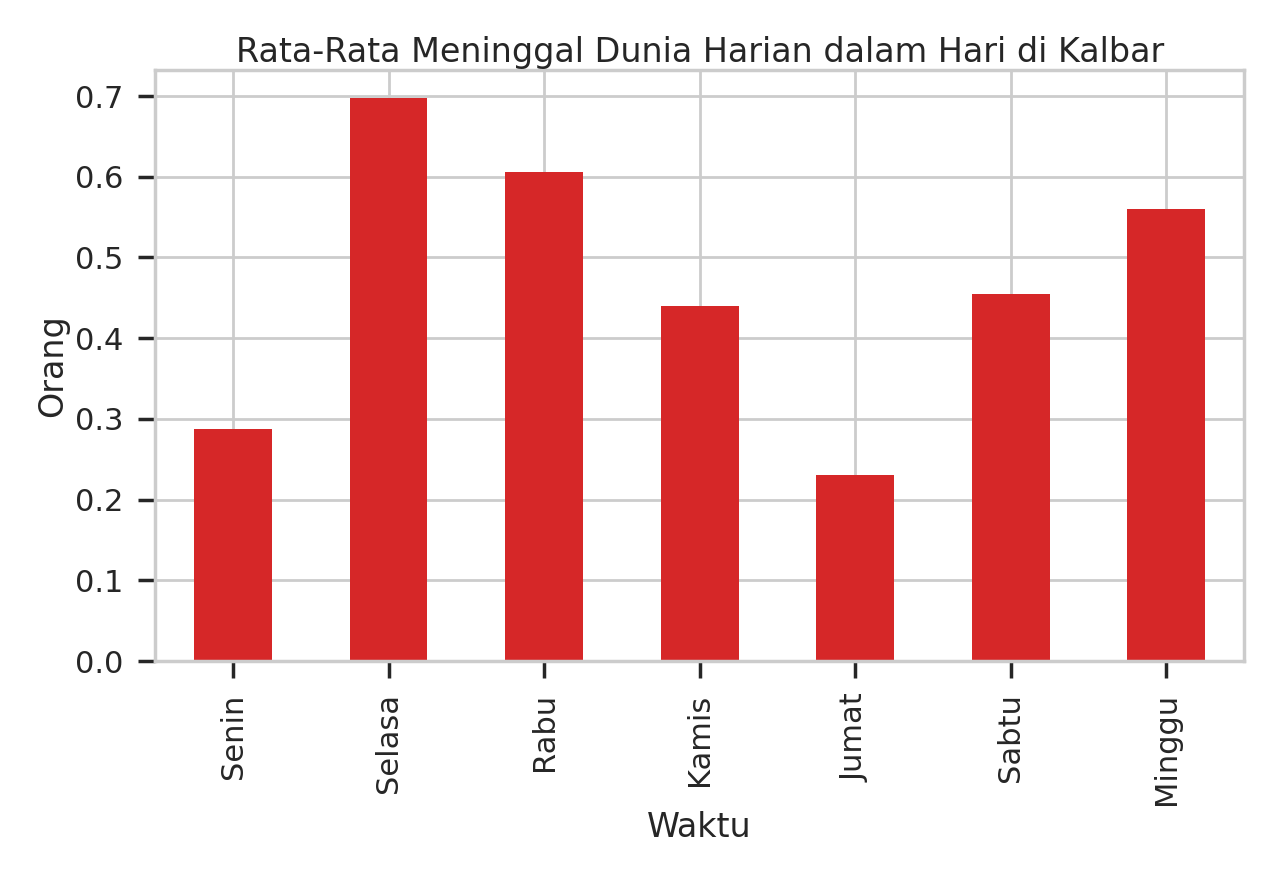 Rata-Rata Meninggal Dunia Harian dalam Hari di Kalbar
0.7
0.6
0.5
0.4
0.3
0.2
0.1
0.0
Orang
Senin
Selasa
Rabu
Kamis
Jumat
Sabtu
Minggu
Waktu